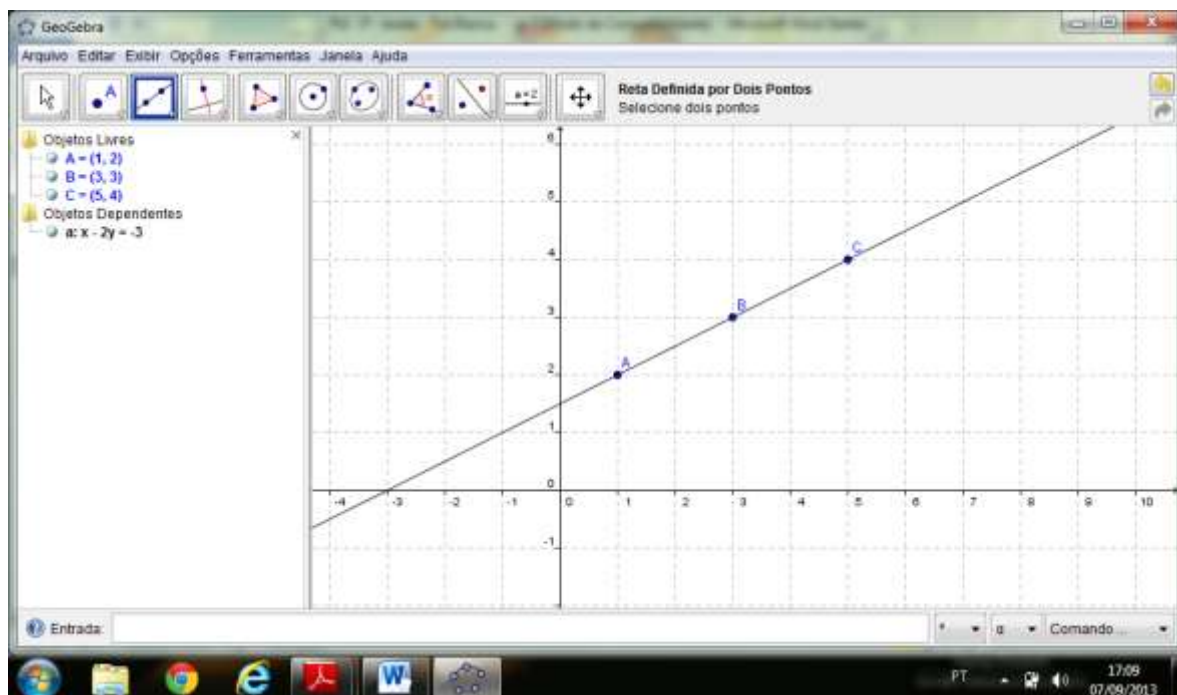 GeoGebra
Arquivo Editar Exibir Opções Ferramentas Janela Ajuda
A
α
a=2
Reta Definida por Dois Pontos
Selecione dois pontos
Objetos Livres
A = (1, 2)
B = (3, 3)
C = (5, 4)
Objetos Dependentes
a: x - 2y = -3
6
5
4
3
2
1
0
-1
-4 -3 -2 -1 0 1 2 3 4 5 6 7 8 9 10
A
B
C
Entrada:
α
Comando ...
W
PT
17:09
07/09/2013